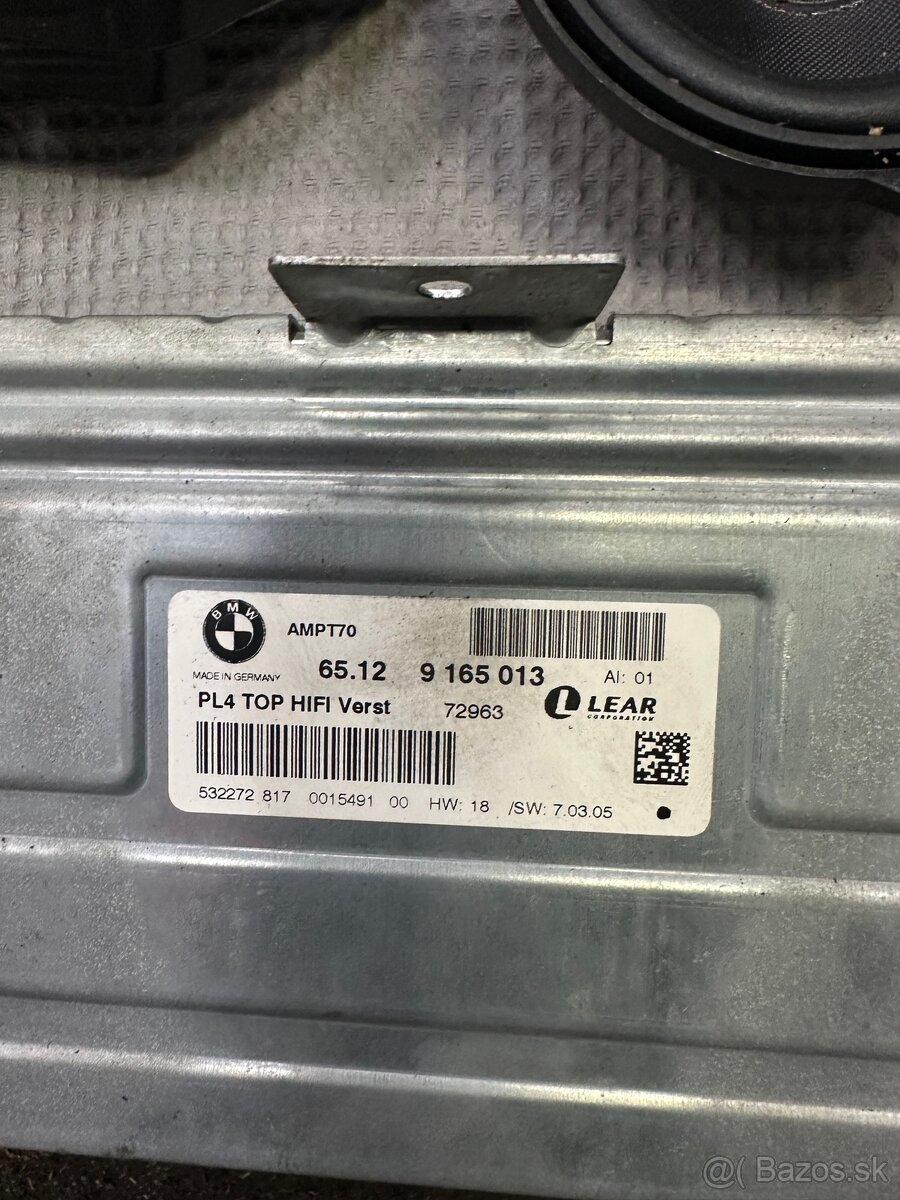 BMW
AMPT70
MADE IN GERMANY
65.12 9 165 013 AI: 01
PL4 TOP HIFI Verst 72963 LEAR
CORPORATION
532272 817 0015491 00 HW: 18 /SW: 7.03.05
@( Bazos.sk